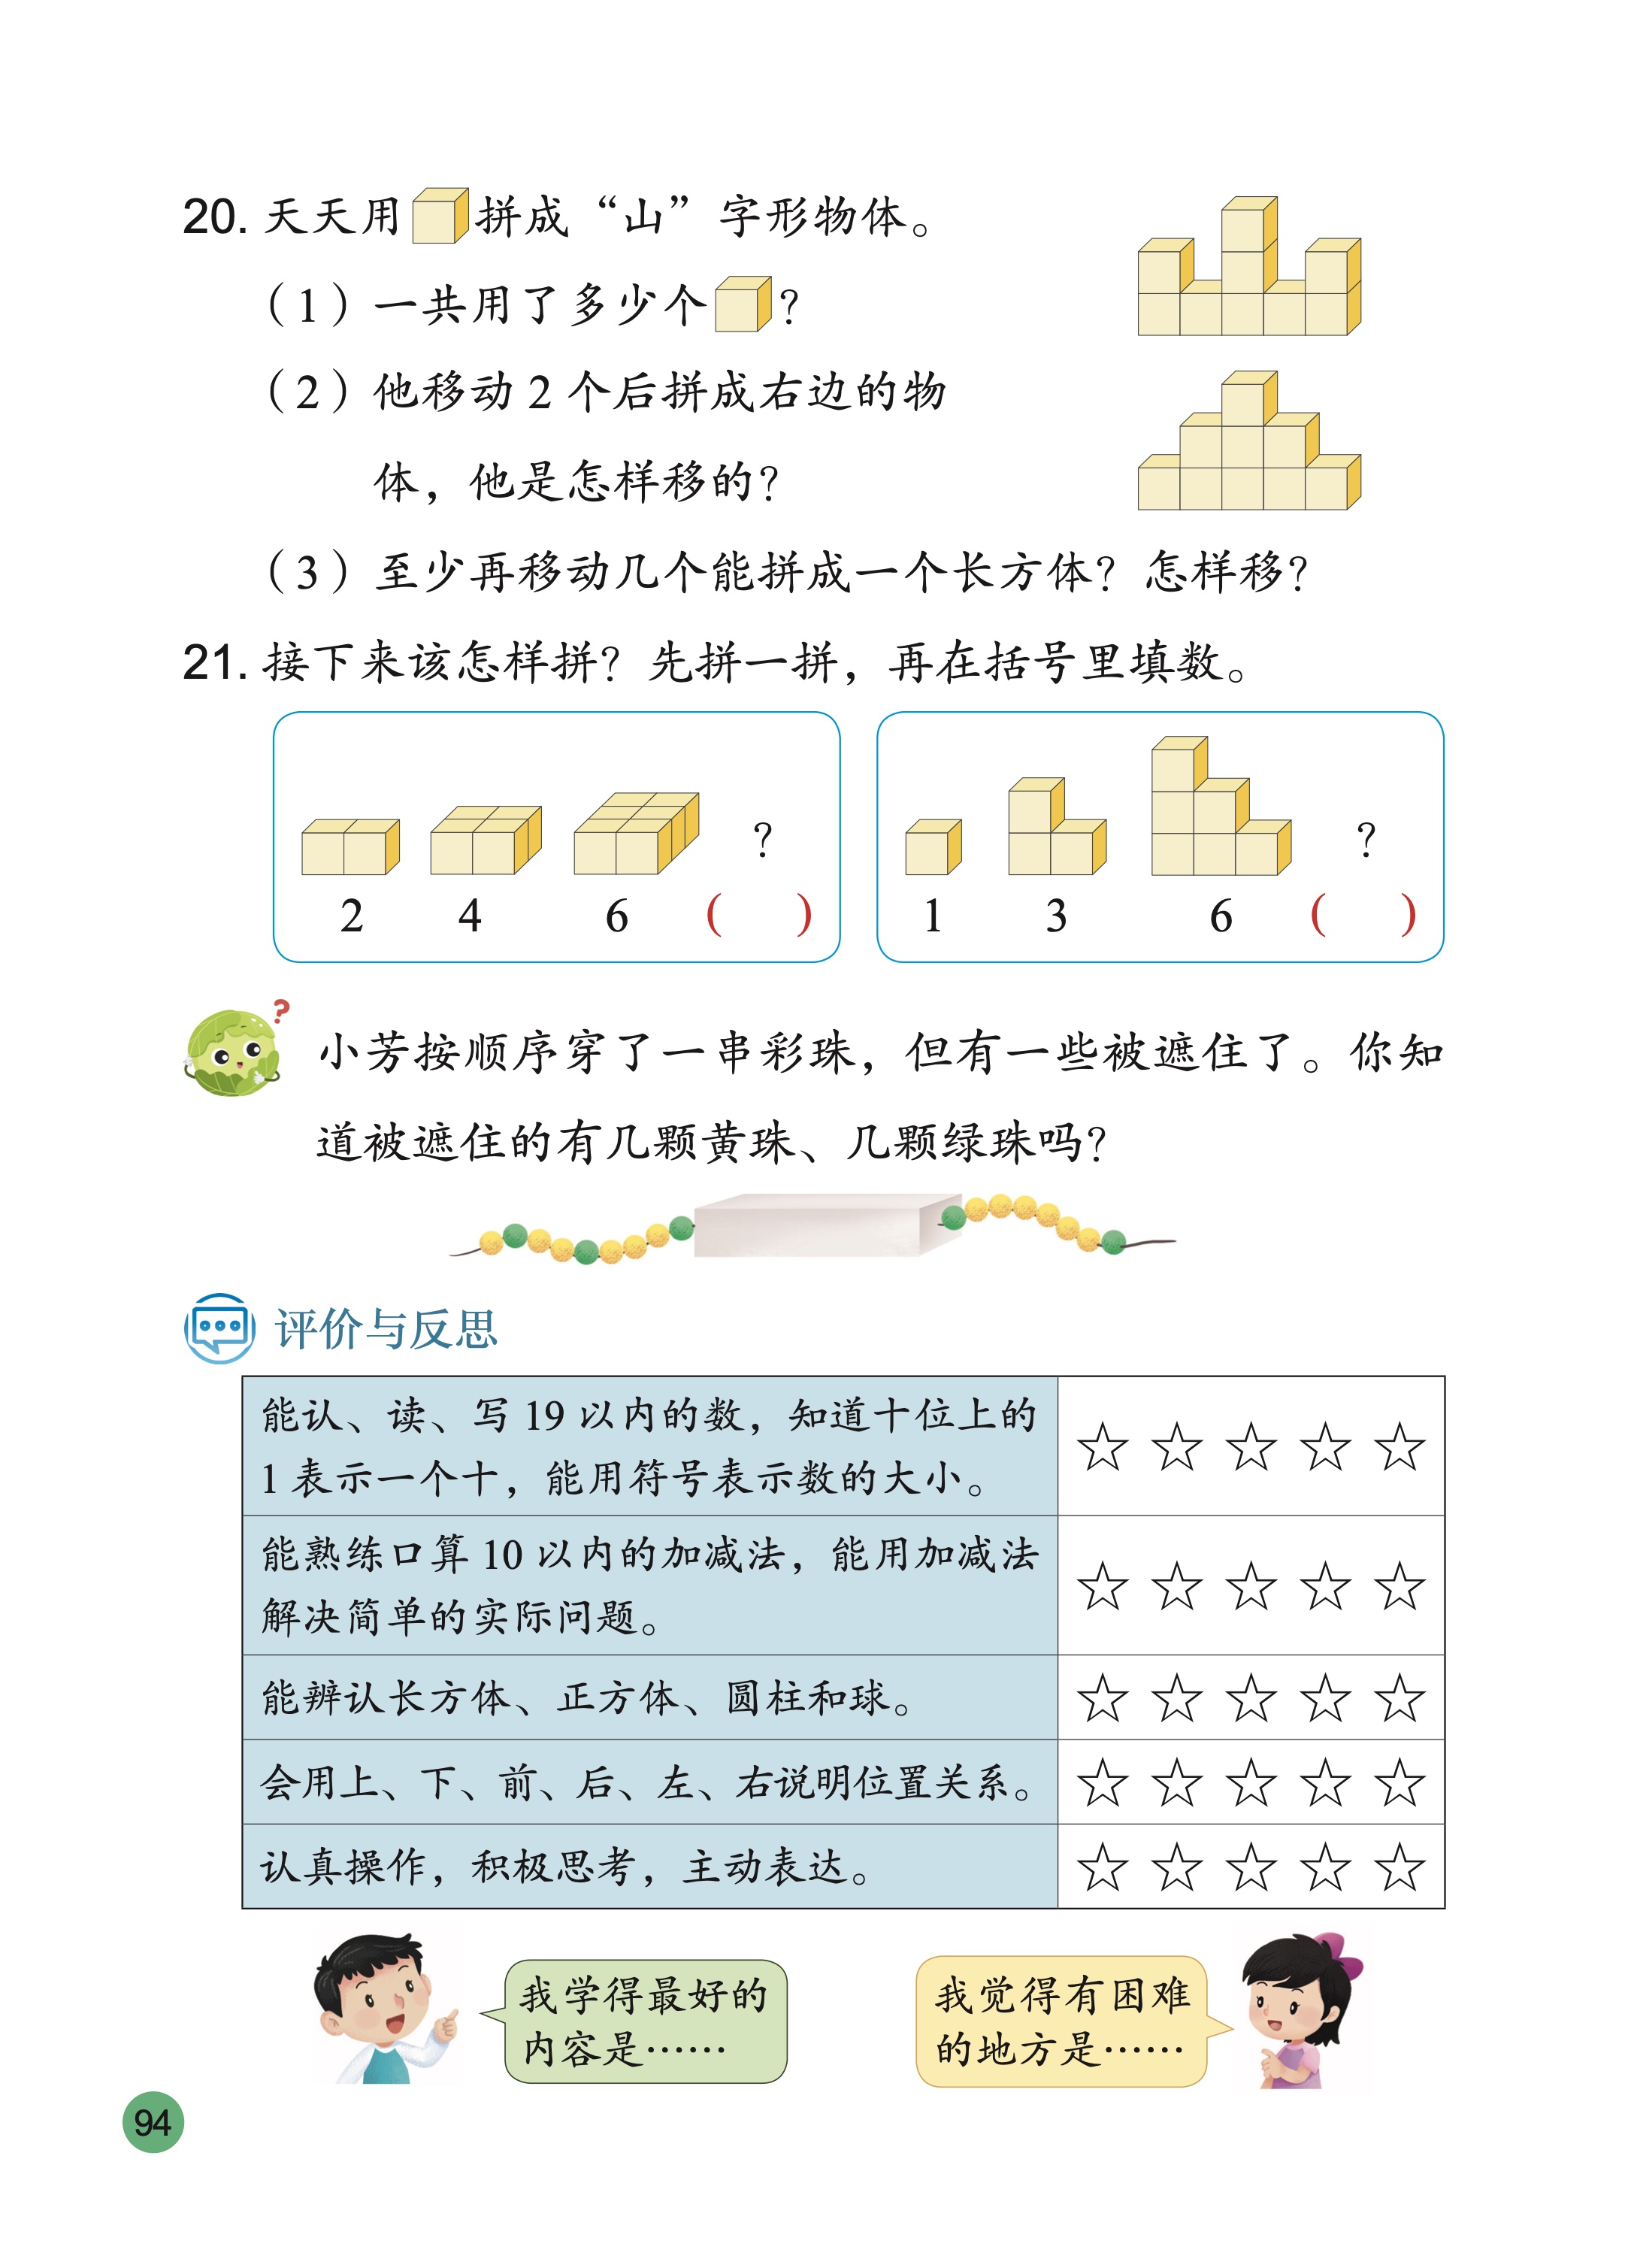 20. 天天用拼成“山”字形物体。
（1）一共用了多少个？
（2）他移动 2 个后拼成右边的物
体，他是怎样移的？
（3）至少再移动几个能拼成一个长方体？怎样移？
21. 接下来该怎样拼？先拼一拼，再在括号里填数。
? ?
2 4 6 ( ) 1 3 6 ( )
?
小芳按顺序穿了一串彩珠，但有一些被遮住了。你知
道被遮住的有几颗黄珠、几颗绿珠吗？
评价与反思
能认、读、写 19 以内的数，知道十位上的
1 表示一个十，能用符号表示数的大小。
能熟练口算 10 以内的加减法，能用加减法
解决简单的实际问题。
能辨认长方体、正方体、圆柱和球。
会用上、下、前、后、左、右说明位置关系。
认真操作，积极思考，主动表达。
我学得最好的
内容是……
我觉得有困难
的地方是……
94